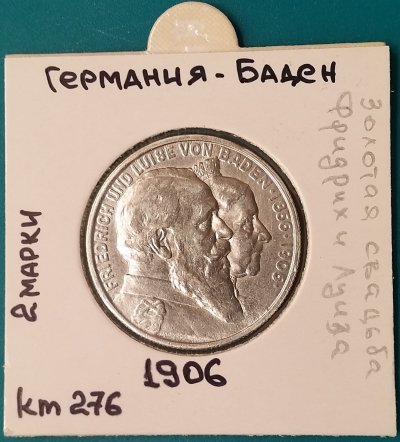 ГЕРМАНИЯ - БАДЕН
FRIEDRICH UND LUISE VON BADEN 1856-1906
2 МАРКИ
золотая свадьба
Фридрих и Луиза
1906
km 276